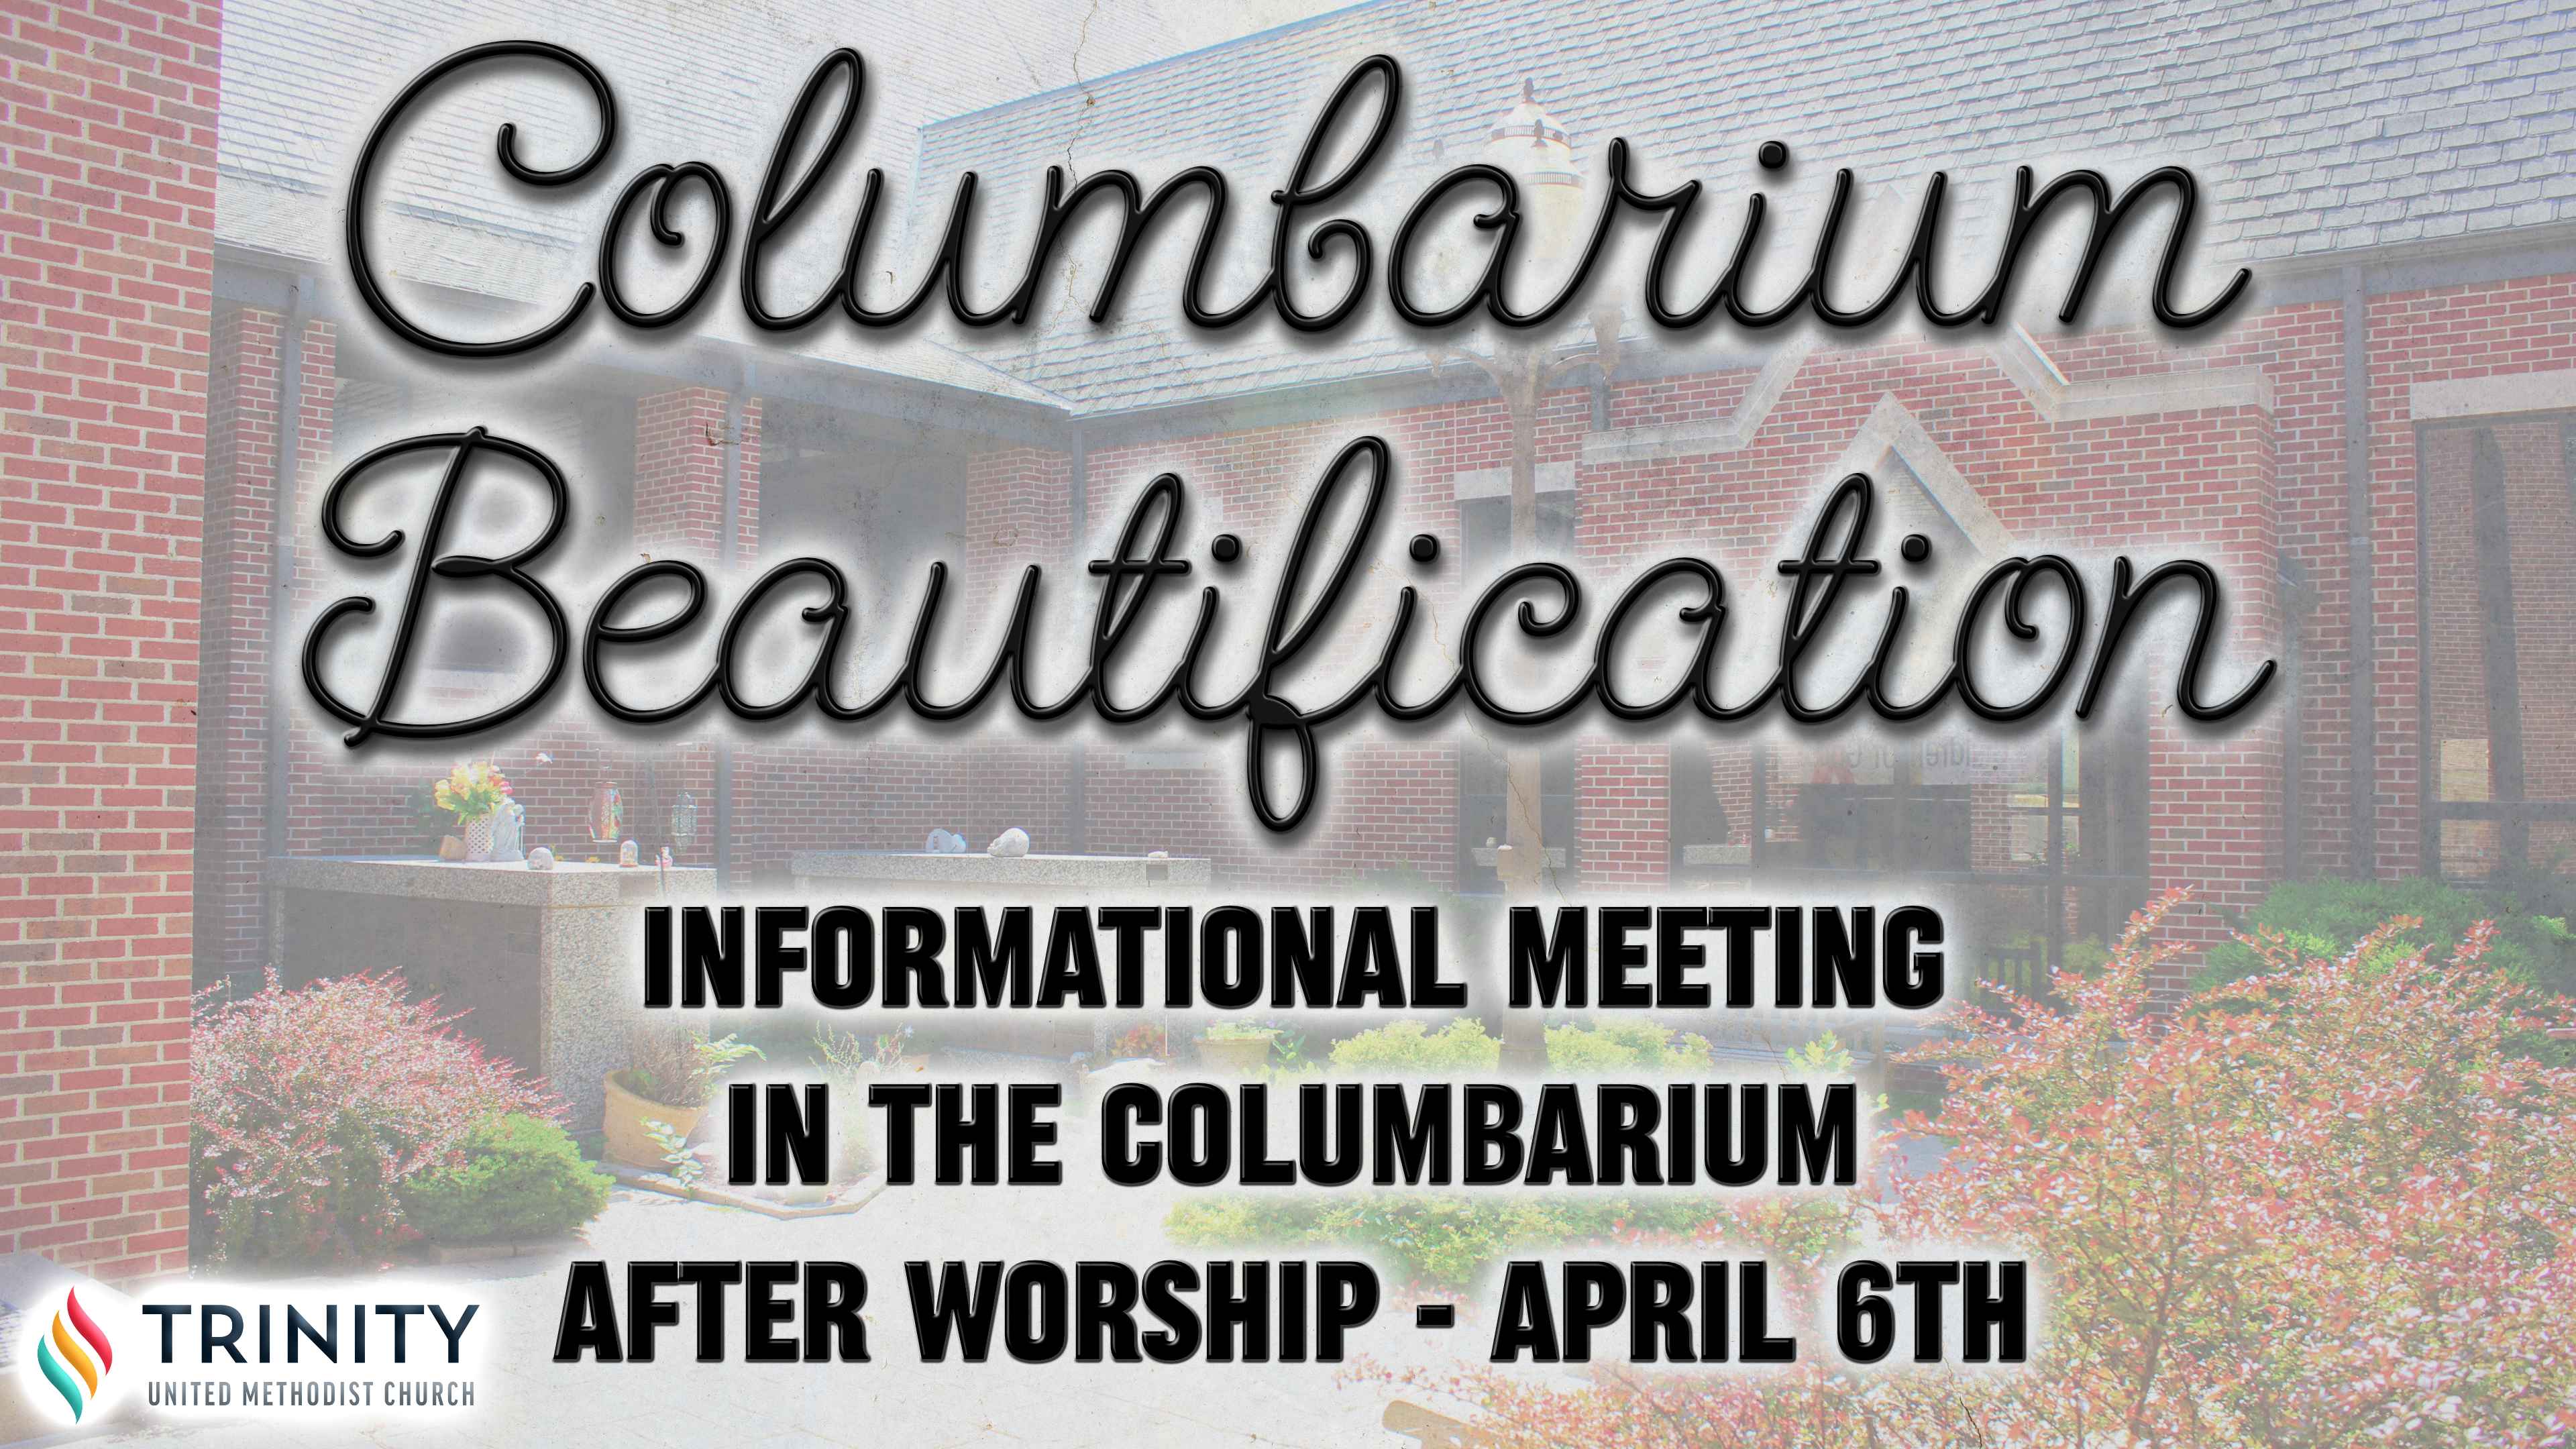 Columbarium
Beautification
INFORMATIONAL MEETING
IN THE COLUMBARIUM
AFTER WORSHIP - APRIL 6TH
TRINITY
UNITED METHODIST CHURCH